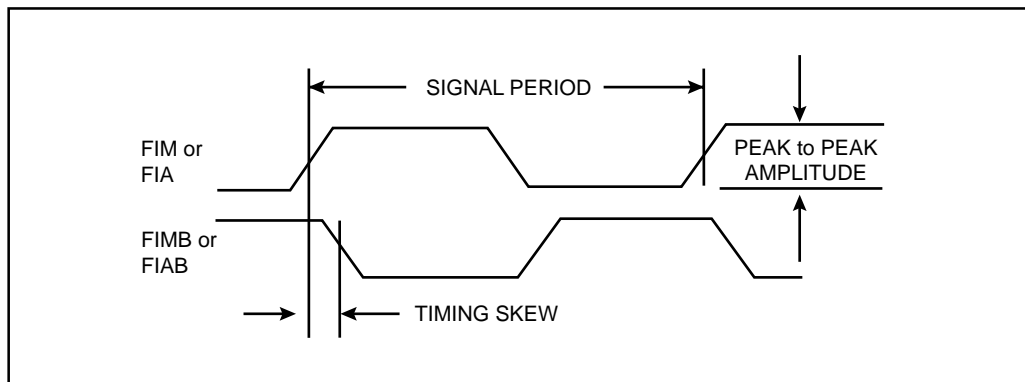 SIGNAL PERIOD
FIM or
FIA
PEAK to PEAK
AMPLITUDE
FIMB or
FIAB
TIMING SKEW